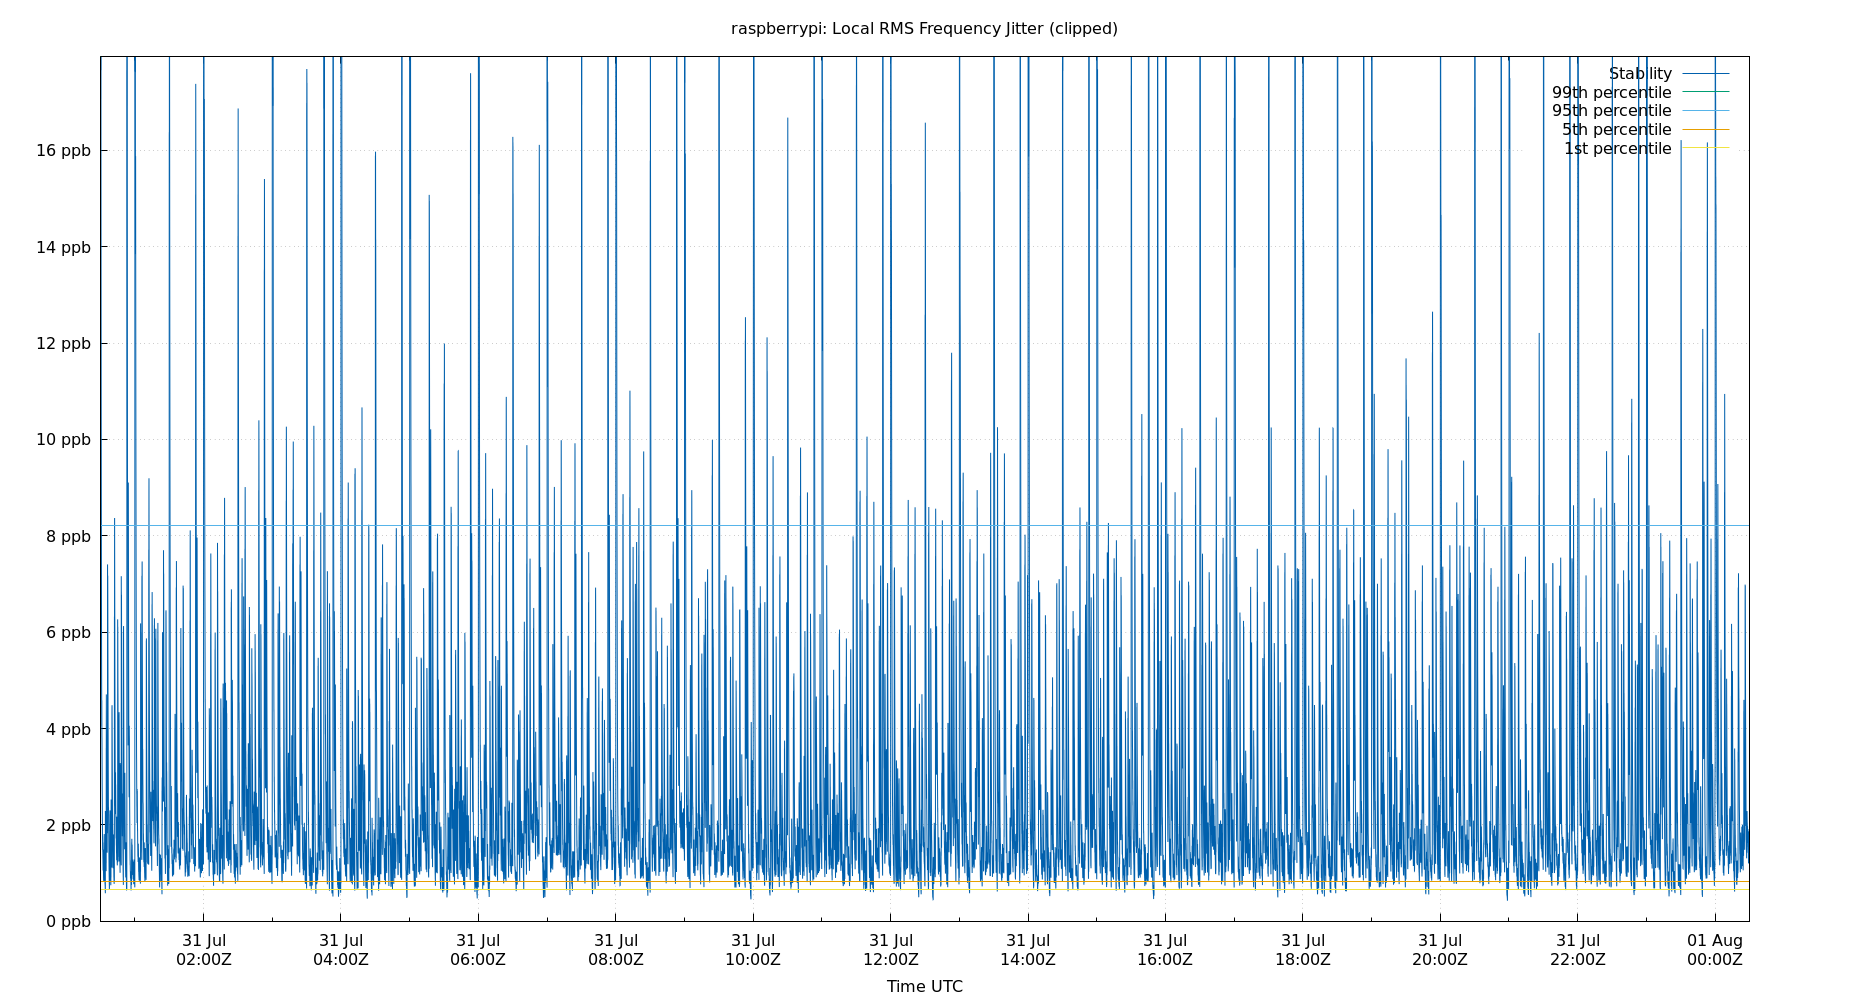 raspberrypi: Local RMS Frequency Jitter (clipped)
Stability
99th percentile
95th percentile
5th percentile
1st percentile
16 ppb
14 ppb
12 ppb
10 ppb
8 ppb
6 ppb
4 ppb
2 ppb
0 ppb
31 Jul 31 Jul 31 Jul 31 Jul 31 Jul 31 Jul 31 Jul 31 Jul 31 Jul 31 Jul 31 Jul 01 Aug
02:00Z 04:00Z 06:00Z 08:00Z 10:00Z 12:00Z 14:00Z 16:00Z 18:00Z 20:00Z 22:00Z 00:00Z
Time UTC